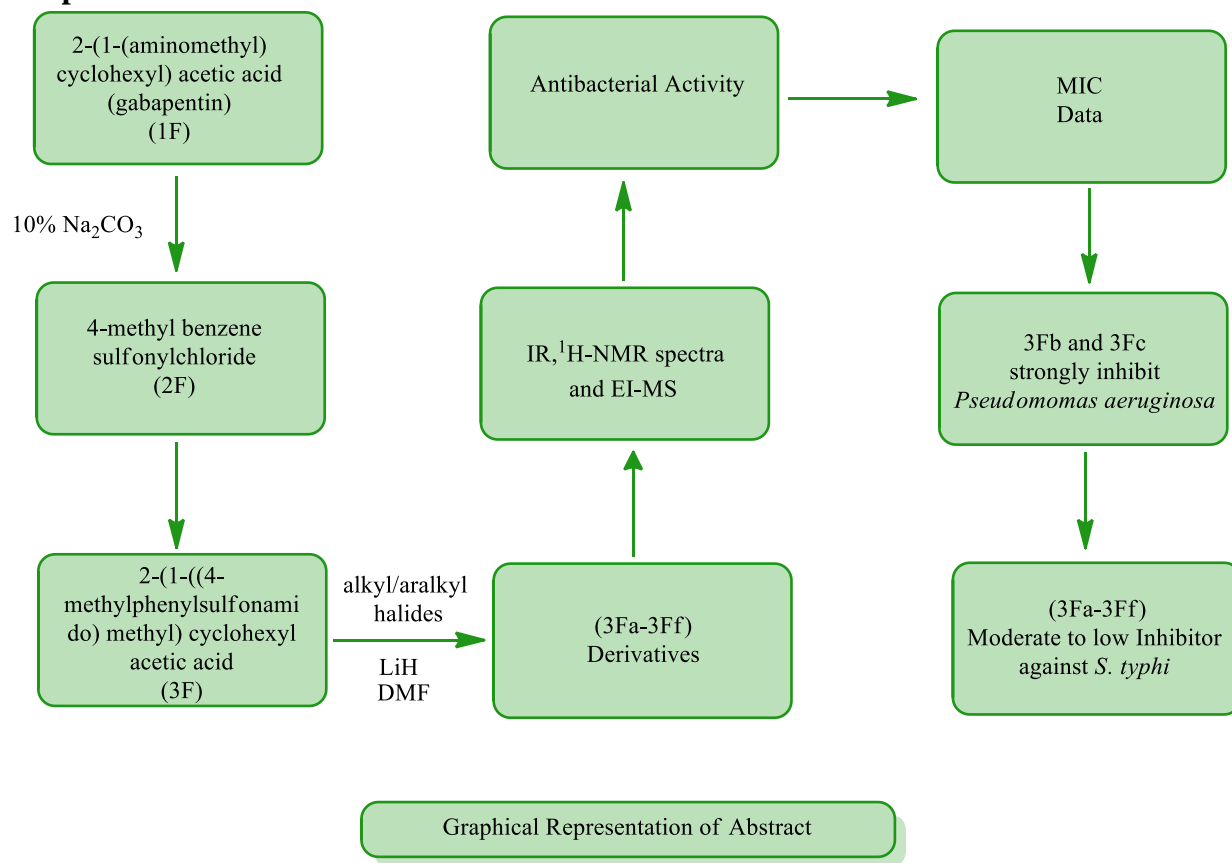 2-(1-(aminomethyl)
cyclohexyl) acetic acid
(gabapentin)
(1F)
10% Na₂CO₃
4-methyl benzene
sulfonylchloride
(2F)
2-(1-((4-
methylphenylsulfonami
do) methyl) cyclohexyl
acetic acid
(3F)
alkyl/aralkyl
halides
LiH
DMF
(3Fa-3Ff)
Derivatives
IR,¹H-NMR spectra
and EI-MS
Antibacterial Activity
MIC
Data
3Fb and 3Fc
strongly inhibit
Pseudomomas aeruginosa
(3Fa-3Ff)
Moderate to low Inhibitor
against S. typhi
Graphical Representation of Abstract